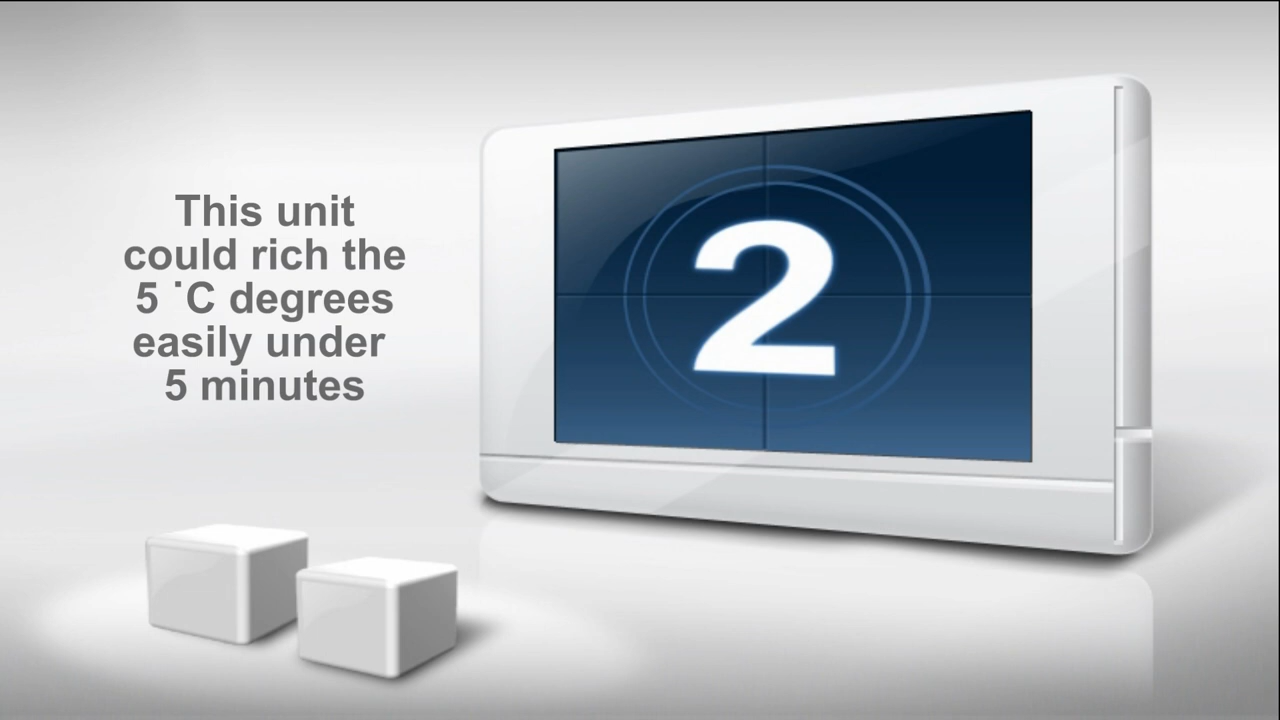 This unit
could rich the
5 ˙C degrees
easily under
5 minutes
2